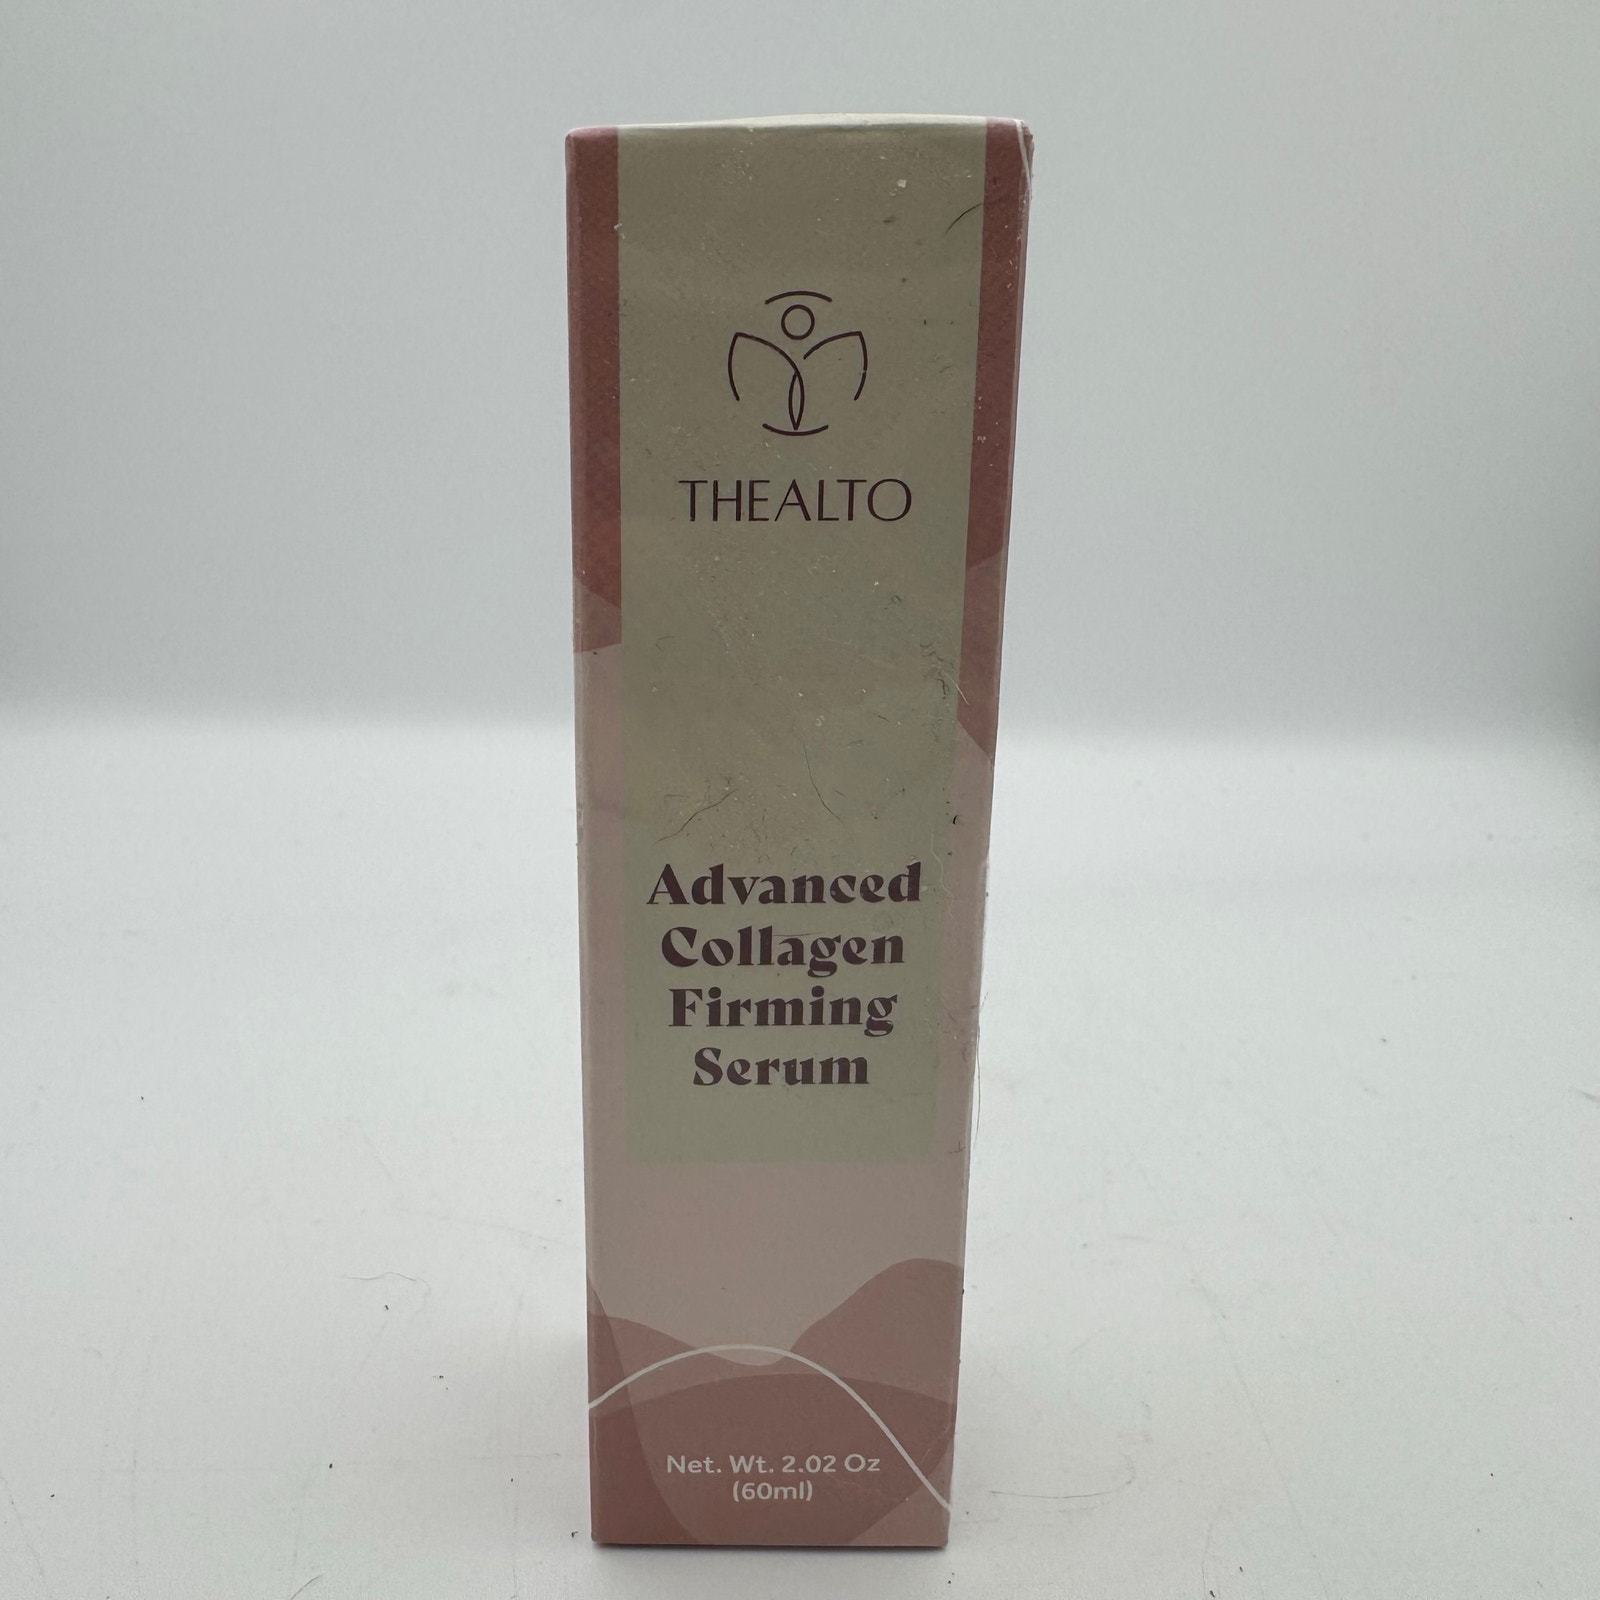 THEALTO
Advanced
Collagen
Firming
Serum
Net. Wt. 2.02 Oz
(60ml)